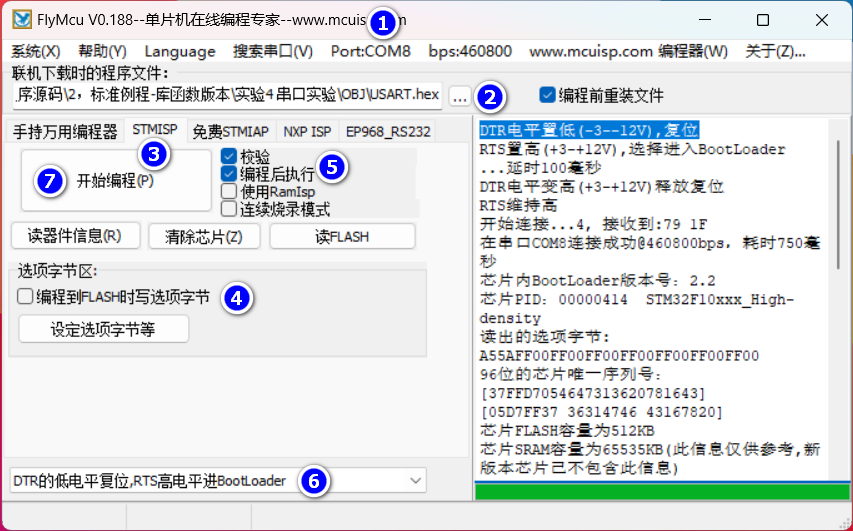 FlyMcu V0.188--单片机在线编程专家--www.mcuis
m
1
系统(X) 帮助(Y) Language 搜索串口(V) Port:COM8 bps:460800 www.mcuisp.com 编程器(W) 关于(Z)...
联机下载时的程序文件:
序源码\2, 标准例程-库函数版本\实验4 串口实验\OBJ\USART.hex
...
2
编程前重装文件
手持万用编程器 STMISP 免费STMIAP NXP ISP EP968_RS232
3
7
开始编程(P)
校验
编程后执行
5
使用RamIsp
连续烧录模式
读器件信息(R) 清除芯片(Z) 读FLASH
选项字节区:
编程到FLASH时写选项字节
4
设定选项字节等
DTR的低电平复位,RTS高电平进BootLoader
6
DTR电平置低(-3--12V),复位
RTS置高(+3-+12V),选择进入BootLoader
...延时100毫秒
DTR电平变高(+3-+12V)释放复位
RTS维持高
开始连接...4, 接收到:79 1F
在串口COM8连接成功@460800bps, 耗时750毫
秒
芯片内BootLoader版本号: 2.2
芯片PID: 00000414 STM32F10xxx_High-
density
读出的选项字节:
A55AFF00FF00FF00FF00FF00FF00FF00
96位的芯片唯一序列号:
[37FFD7054647313620781643]
[05D7FF37 36314746 43167820]
芯片FLASH容量为512KB
芯片SRAM容量为65535KB(此信息仅供参考,新
版本芯片已不包含此信息)